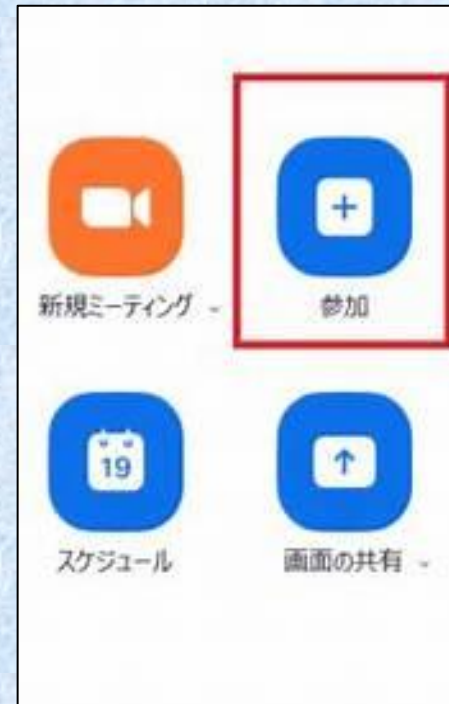 新規ミーティング
参加
19
スケジュール
画面の共有